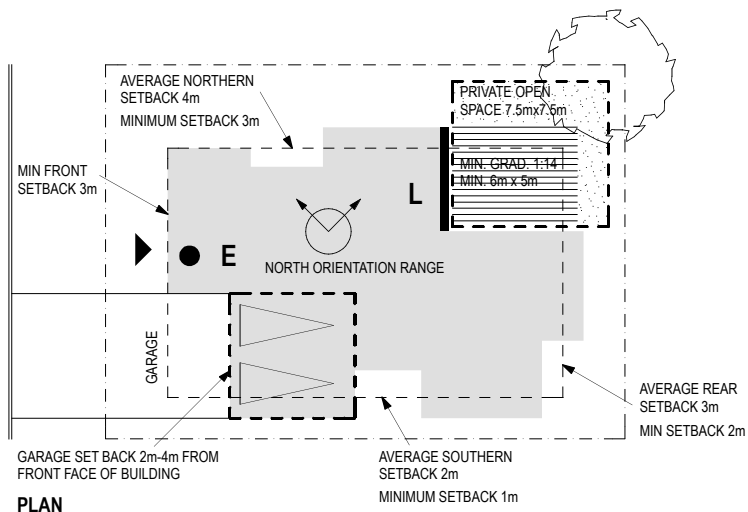 AVERAGE NORTHERN
SETBACK 4m
MINIMUM SETBACK 3m
PRIVATE OPEN
SPACE 7.5mx7.5m
MIN FRONT
SETBACK 3m
MIN. GRAD. 1:14
MIN. 6m x 5m
L
E
NORTH ORIENTATION RANGE
GARAGE
AVERAGE REAR
SETBACK 3m
MIN SETBACK 2m
GARAGE SET BACK 2m-4m FROM
FRONT FACE OF BUILDING
AVERAGE SOUTHERN
SETBACK 2m
MINIMUM SETBACK 1m
PLAN